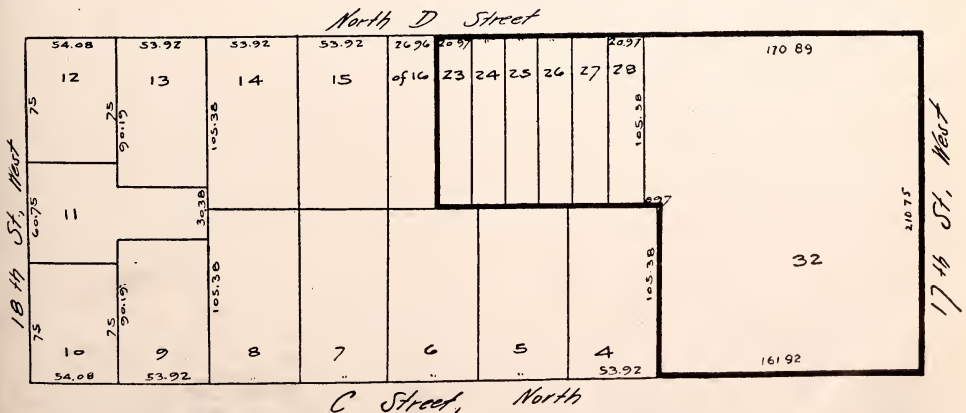 North D Street
54.08 53.92 53.92 53.92 26.96 20.97 " " " " 20.97 170 89
12 13 14 15 of 16 23 24 25 26 27 28
75 75 90.19 105.38 105.38
18th St, West
60.75 11 30.38
8.97
210 75
17th St, West
32
75 75 90.19. 105.38 105.38
10 9 8 7 6 5 4
54.08 53.92 " " " " 53.92 161 92
C Street, North